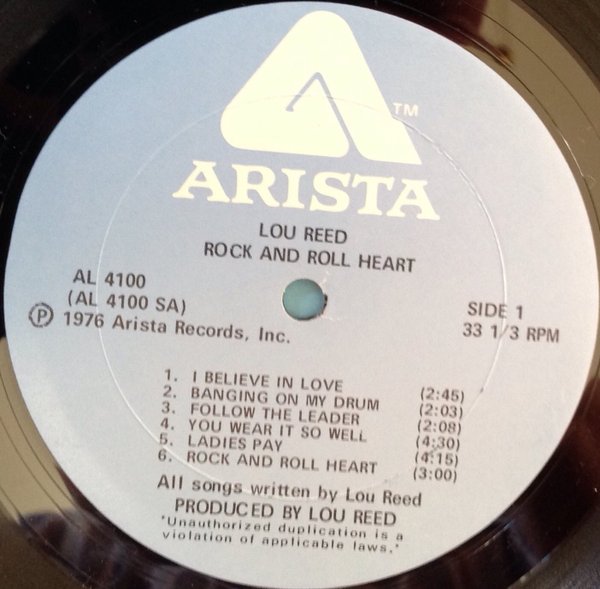 TM
ARISTA
LOU REED
ROCK AND ROLL HEART
AL 4100
(AL 4100 SA)
Ⓟ 1976 Arista Records, Inc.
SIDE 1
33 1/3 RPM
1. I BELIEVE IN LOVE (2:45)
2. BANGING ON MY DRUM (2:03)
3. FOLLOW THE LEADER (2:08)
4. YOU WEAR IT SO WELL (4:30)
5. LADIES PAY (4:15)
6. ROCK AND ROLL HEART (3:00)
All songs written by Lou Reed
PRODUCED BY LOU REED
"Unauthorized duplication is a
violation of applicable laws."